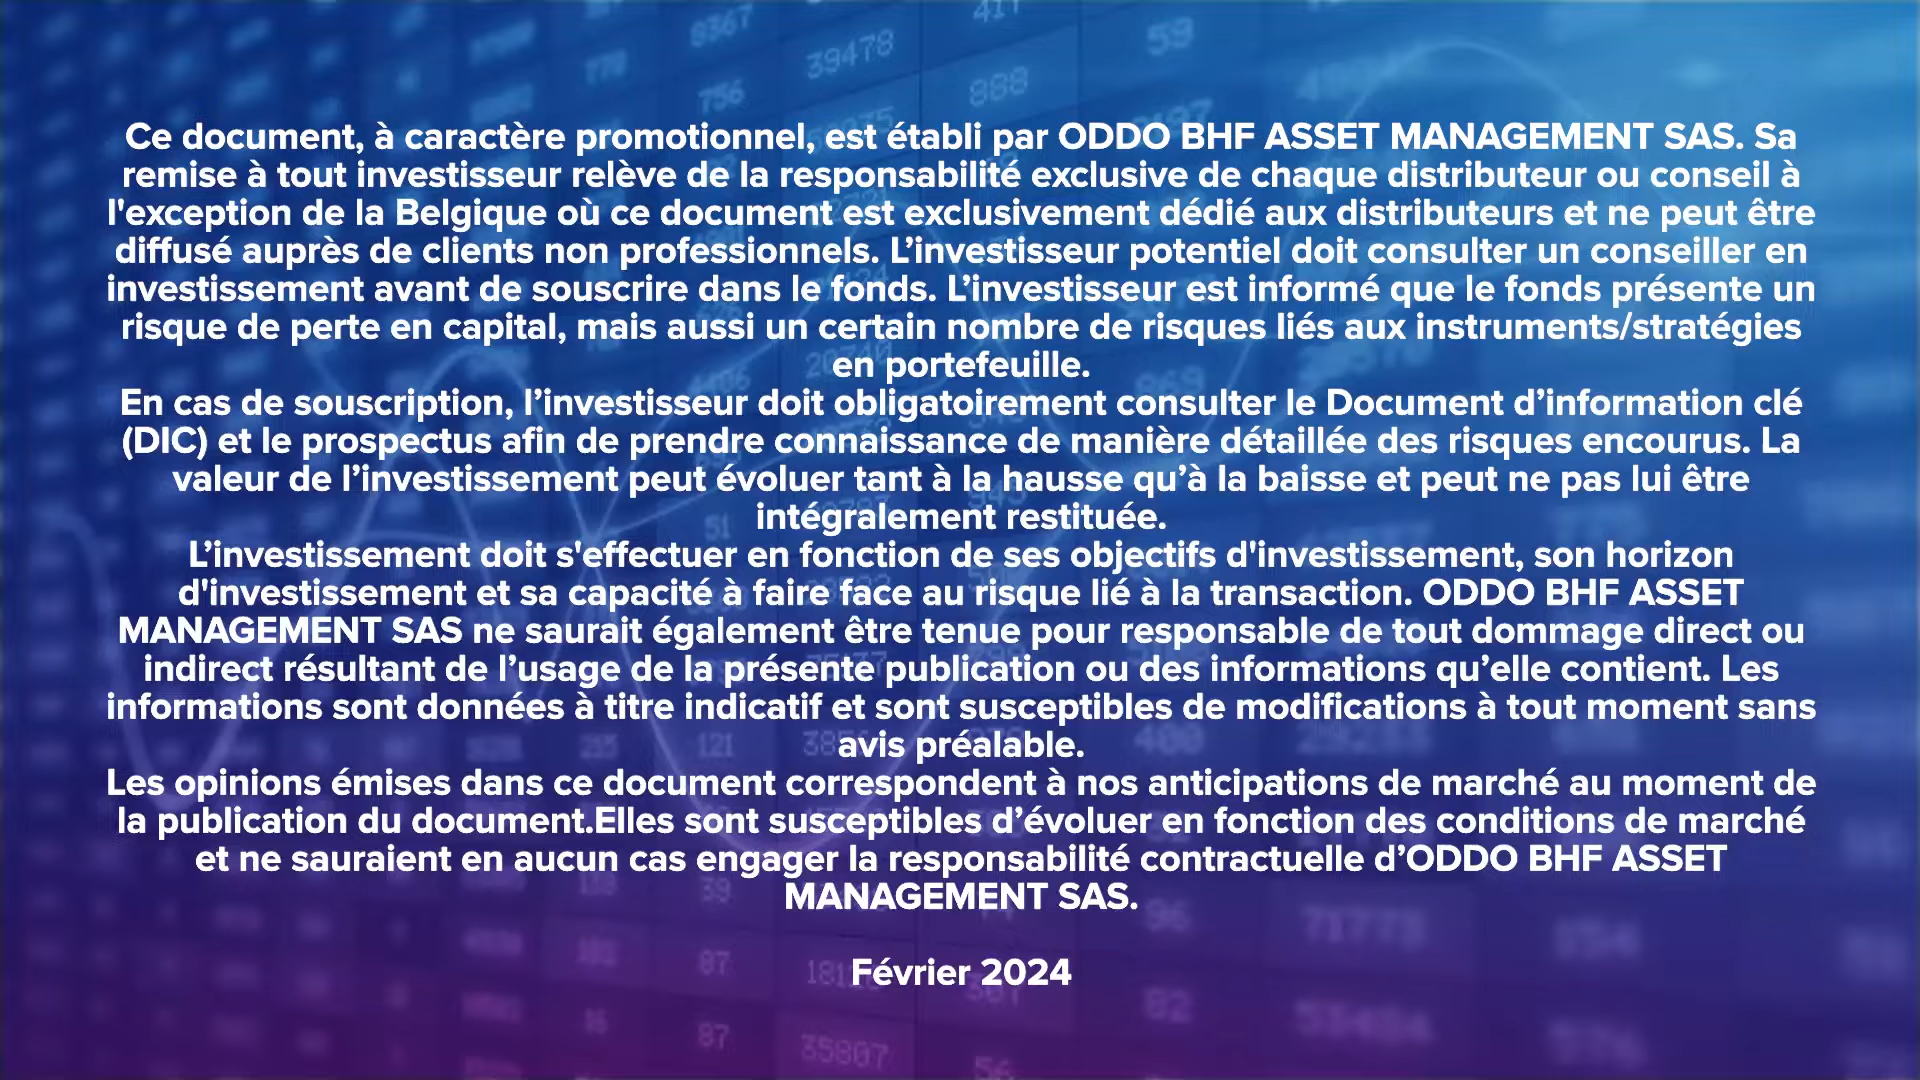 Ce document, à caractère promotionnel, est établi par ODDO BHF ASSET MANAGEMENT SAS. Sa
remise à tout investisseur relève de la responsabilité exclusive de chaque distributeur ou conseil à
l'exception de la Belgique où ce document est exclusivement dédié aux distributeurs et ne peut être
diffusé auprès de clients non professionnels. L’investisseur potentiel doit consulter un conseiller en
investissement avant de souscrire dans le fonds. L’investisseur est informé que le fonds présente un
risque de perte en capital, mais aussi un certain nombre de risques liés aux instruments/stratégies
en portefeuille.
En cas de souscription, l’investisseur doit obligatoirement consulter le Document d’information clé
(DIC) et le prospectus afin de prendre connaissance de manière détaillée des risques encourus. La
valeur de l’investissement peut évoluer tant à la hausse qu’à la baisse et peut ne pas lui être
intégralement restituée.
L’investissement doit s'effectuer en fonction de ses objectifs d'investissement, son horizon
d'investissement et sa capacité à faire face au risque lié à la transaction. ODDO BHF ASSET
MANAGEMENT SAS ne saurait également être tenue pour responsable de tout dommage direct ou
indirect résultant de l’usage de la présente publication ou des informations qu’elle contient. Les
informations sont données à titre indicatif et sont susceptibles de modifications à tout moment sans
avis préalable.
Les opinions émises dans ce document correspondent à nos anticipations de marché au moment de
la publication du document.Elles sont susceptibles d’évoluer en fonction des conditions de marché
et ne sauraient en aucun cas engager la responsabilité contractuelle d’ODDO BHF ASSET
MANAGEMENT SAS.
Février 2024